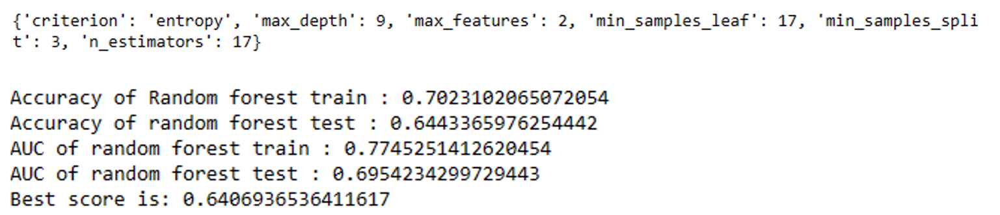 {'criterion': 'entropy', 'max_depth': 9, 'max_features': 2, 'min_samples_leaf': 17, 'min_samples_spli
t': 3, 'n_estimators': 17}
Accuracy of Random forest train : 0.7023102065072054
Accuracy of random forest test : 0.6443365976254442
AUC of random forest train : 0.7745251412620454
AUC of random forest test : 0.6954234299729443
Best score is: 0.6406936536411617